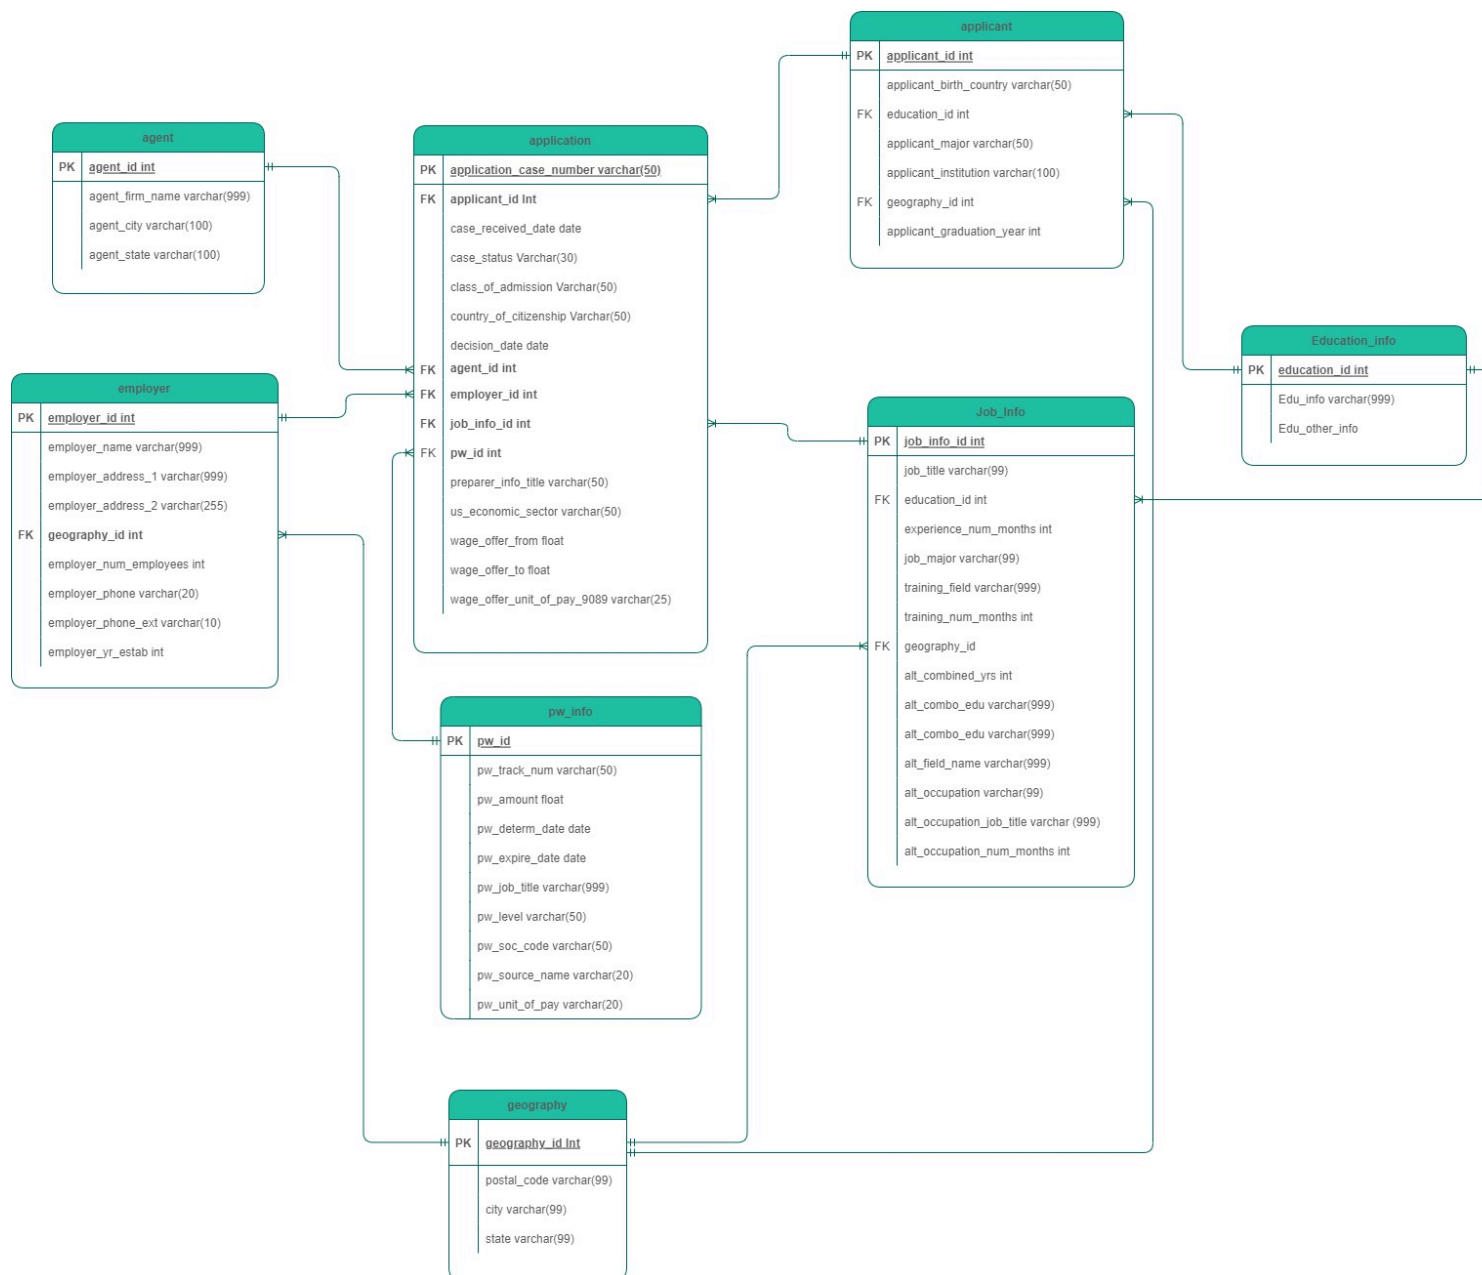 applicant
PK applicant_id int
applicant_birth_country varchar(50)
FK education_id int
applicant_major varchar(50)
applicant_institution varchar(100)
FK geography_id int
applicant_graduation_year int
agent
PK agent_id int
agent_firm_name varchar(999)
agent_city varchar(100)
agent_state varchar(100)
application
PK application_case_number varchar(50)
FK applicant_id Int
case_received_date date
case_status Varchar(30)
class_of_admission Varchar(50)
country_of_citizenship Varchar(50)
decision_date date
FK agent_id int
FK employer_id int
FK job_info_id int
FK pw_id int
preparer_info_title varchar(50)
us_economic_sector varchar(50)
wage_offer_from float
wage_offer_to float
wage_offer_unit_of_pay_9089 varchar(25)
Education_info
PK education_id int
Edu_info varchar(999)
Edu_other_info
employer
PK employer_id int
employer_name varchar(999)
employer_address_1 varchar(999)
employer_address_2 varchar(255)
FK geography_id int
employer_num_employees int
employer_phone varchar(20)
employer_phone_ext varchar(10)
employer_yr_estab int
Job_Info
PK job_info_id int
job_title varchar(99)
FK education_id int
experience_num_months int
job_major varchar(99)
training_field varchar(999)
training_num_months int
FK geography_id
alt_combined_yrs int
alt_combo_edu varchar(999)
alt_combo_edu varchar(999)
alt_field_name varchar(999)
alt_occupation varchar(99)
alt_occupation_job_title varchar (999)
alt_occupation_num_months int
pw_info
PK pw_id
pw_track_num varchar(50)
pw_amount float
pw_determ_date date
pw_expire_date date
pw_job_title varchar(999)
pw_level varchar(50)
pw_soc_code varchar(50)
pw_source_name varchar(20)
pw_unit_of_pay varchar(20)
geography
PK geography_id Int
postal_code varchar(99)
city varchar(99)
state varchar(99)